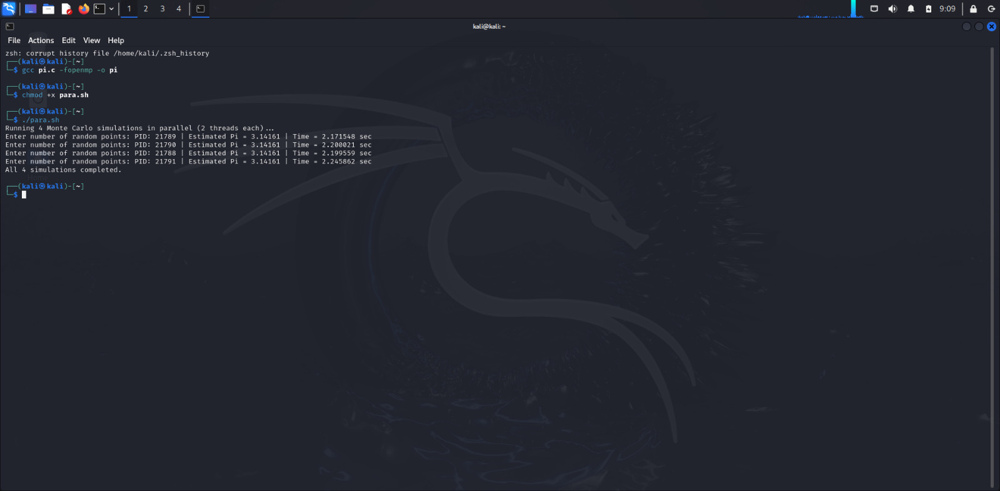 1 2 3 4
9:09
kali@kali: ~
File Actions Edit View Help
zsh: corrupt history file /home/kali/.zsh_history
┌──(kali㉿kali)-[~]
└─$ gcc pi.c -fopenmp -o pi
┌──(kali㉿kali)-[~]
└─$ chmod +x para.sh
┌──(kali㉿kali)-[~]
└─$ ./para.sh
Running 4 Monte Carlo simulations in parallel (2 threads each)...
Enter number of random points: PID: 21789 | Estimated Pi = 3.14161 | Time = 2.171548 sec
Enter number of random points: PID: 21790 | Estimated Pi = 3.14161 | Time = 2.200021 sec
Enter number of random points: PID: 21788 | Estimated Pi = 3.14161 | Time = 2.199559 sec
Enter number of random points: PID: 21791 | Estimated Pi = 3.14161 | Time = 2.245862 sec
All 4 simulations completed.
Home
┌──(kali㉿kali)-[~]
└─$